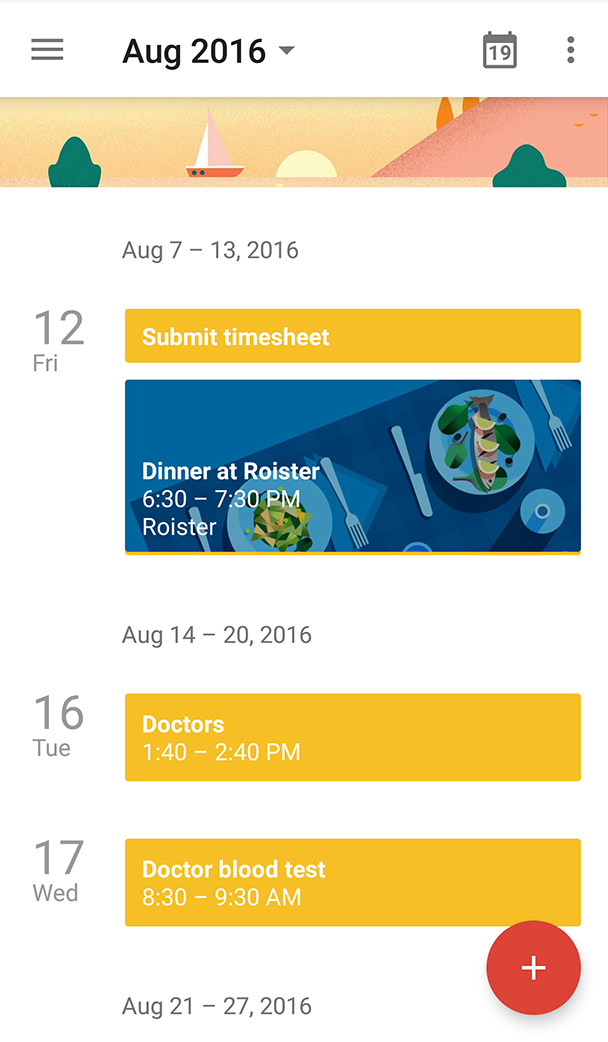 Aug 2016
19
Aug 7 – 13, 2016
12
Fri
Submit timesheet
Dinner at Roister
6:30 – 7:30 PM
Roister
Aug 14 – 20, 2016
16
Tue
Doctors
1:40 – 2:40 PM
17
Wed
Doctor blood test
8:30 – 9:30 AM
Aug 21 – 27, 2016